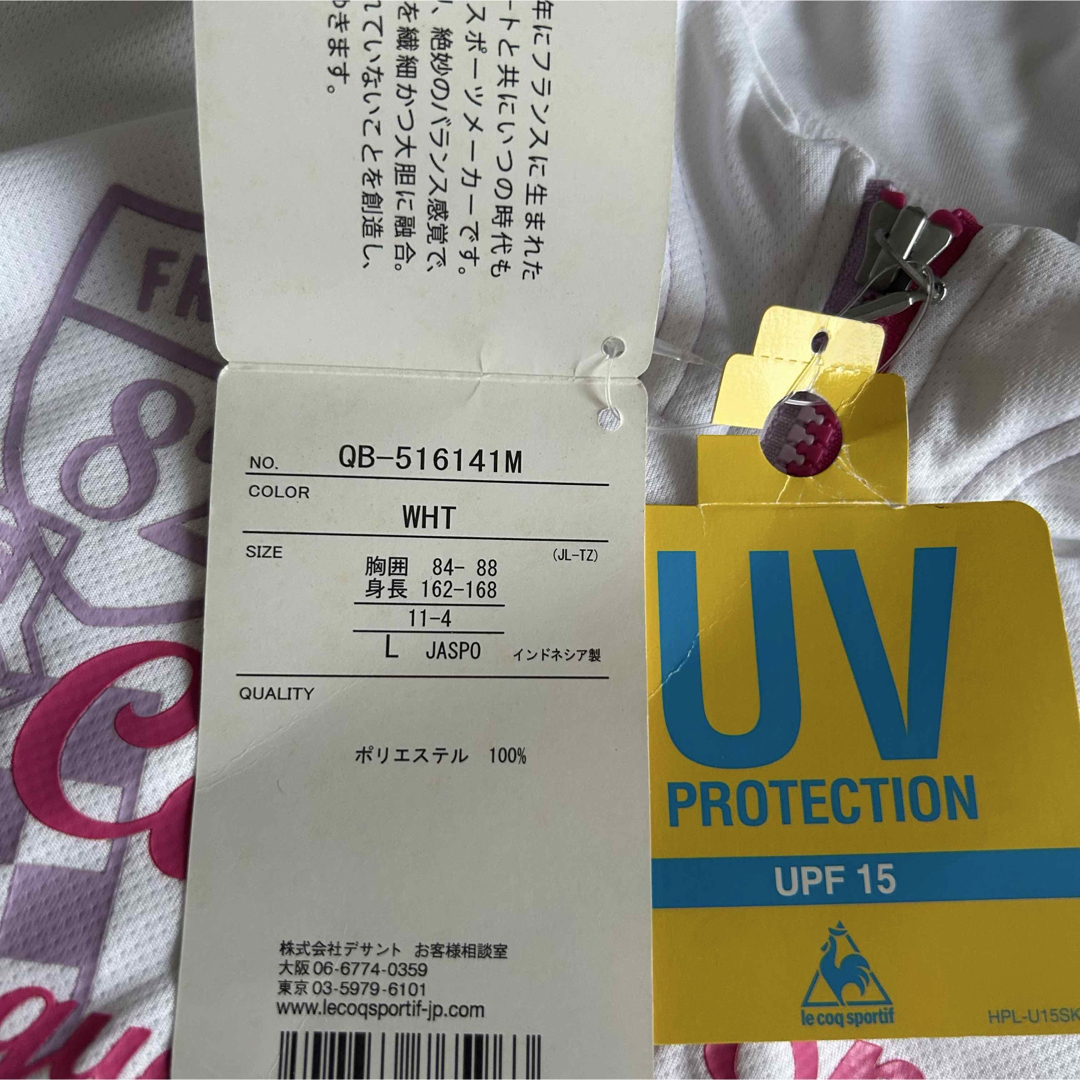 年にフランスに生まれた
ートと共にいつの時代も
スポーツメーカーです。
、絶妙のバランス感覚で、
を繊細かつ大胆に融合。
れていないことを創造し、
きます。
NO. QB-516141M
COLOR
WHT
SIZE
(JL-TZ)
胸囲 84- 88
身長 162-168
11-4
L JASPO インドネシア製
QUALITY
ポリエステル 100%
株式会社デサント お客様相談室
大阪 06-6774-0359
東京 03-5979-6101
www.lecoqsportif-jp.com
UV
PROTECTION
UPF 15
le coq sportif
HPL-U15SK